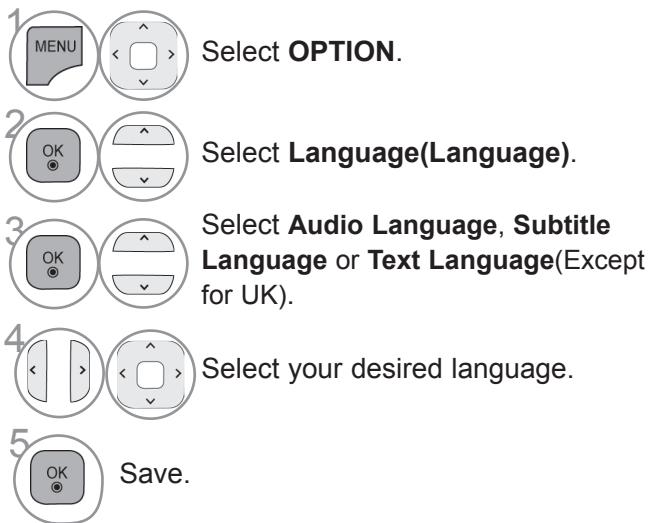 1
MENU
Select OPTION.
2
OK
Select Language(Language).
3
OK
Select Audio Language, Subtitle
Language or Text Language(Except
for UK).
4
Select your desired language.
5
OK
Save.